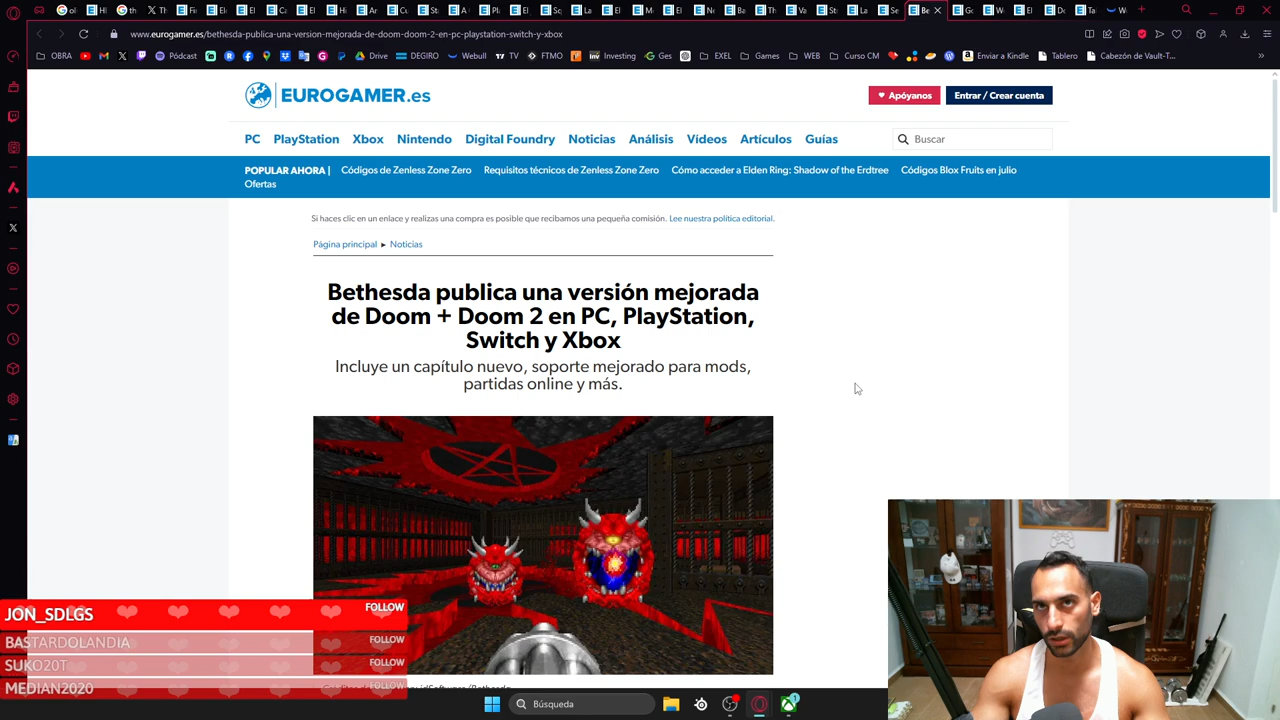 www.eurogamer.es/bethesda-publica-una-version-mejorada-de-doom-doom-2-en-pc-playstation-switch-y-xbox
OBRA
Pódcast
Drive
DEGIRO
Webull
TV
FTMO
Investing
Ges
EXEL
Games
WEB
Curso CM
Enviar a Kindle
Tablero
Cabezón de Vault-T...
EUROGAMER.es
Apóyanos
Entrar / Crear cuenta
PC PlayStation Xbox Nintendo Digital Foundry Noticias Análisis Vídeos Artículos Guías
Buscar
POPULAR AHORA | Códigos de Zenless Zone Zero Requisitos técnicos de Zenless Zone Zero Cómo acceder a Elden Ring: Shadow of the Erdtree Códigos Blox Fruits en julio
Ofertas
Si haces clic en un enlace y realizas una compra es posible que recibamos una pequeña comisión. Lee nuestra política editorial.
Página principal ► Noticias
Bethesda publica una versión mejorada
de Doom + Doom 2 en PC, PlayStation,
Switch y Xbox
Incluye un capítulo nuevo, soporte mejorado para mods,
partidas online y más.
JON_SDLGS FOLLOW
BASTARDOLANDIA FOLLOW
SUKO20T FOLLOW
MEDIAN2020 FOLLOW
Búsqueda
1